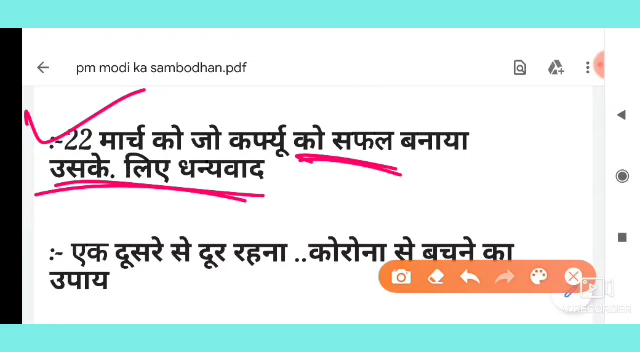 pm modi ka sambodhan.pdf
:-22 मार्च को जो कर्फ्यू को सफल बनाया
उसके. लिए धन्यवाद
:- एक दूसरे से दूर रहना ..कोरोना से बचने का
उपाय